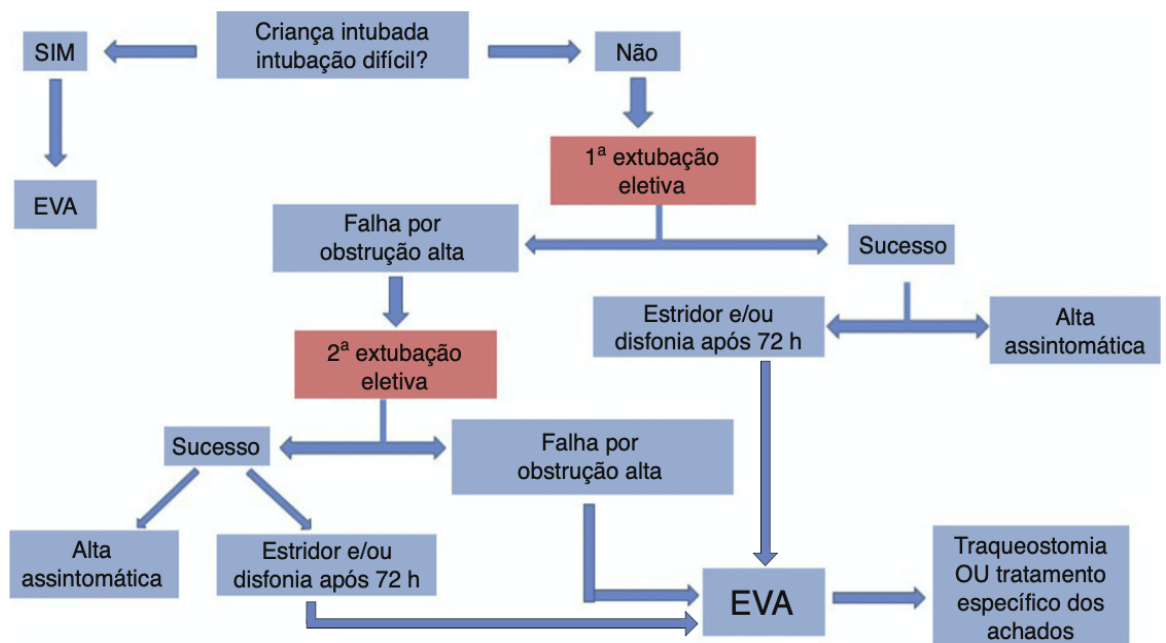 Criança intubada
intubação difícil?
SIM
Não
EVA
1ª extubação
eletiva
Falha por
obstrução alta
Sucesso
Estridor e/ou
disfonia após 72 h
Alta
assintomática
2ª extubação
eletiva
Sucesso
Falha por
obstrução alta
Alta
assintomática
Estridor e/ou
disfonia após 72 h
EVA
Traqueostomia
OU tratamento
específico dos
achados